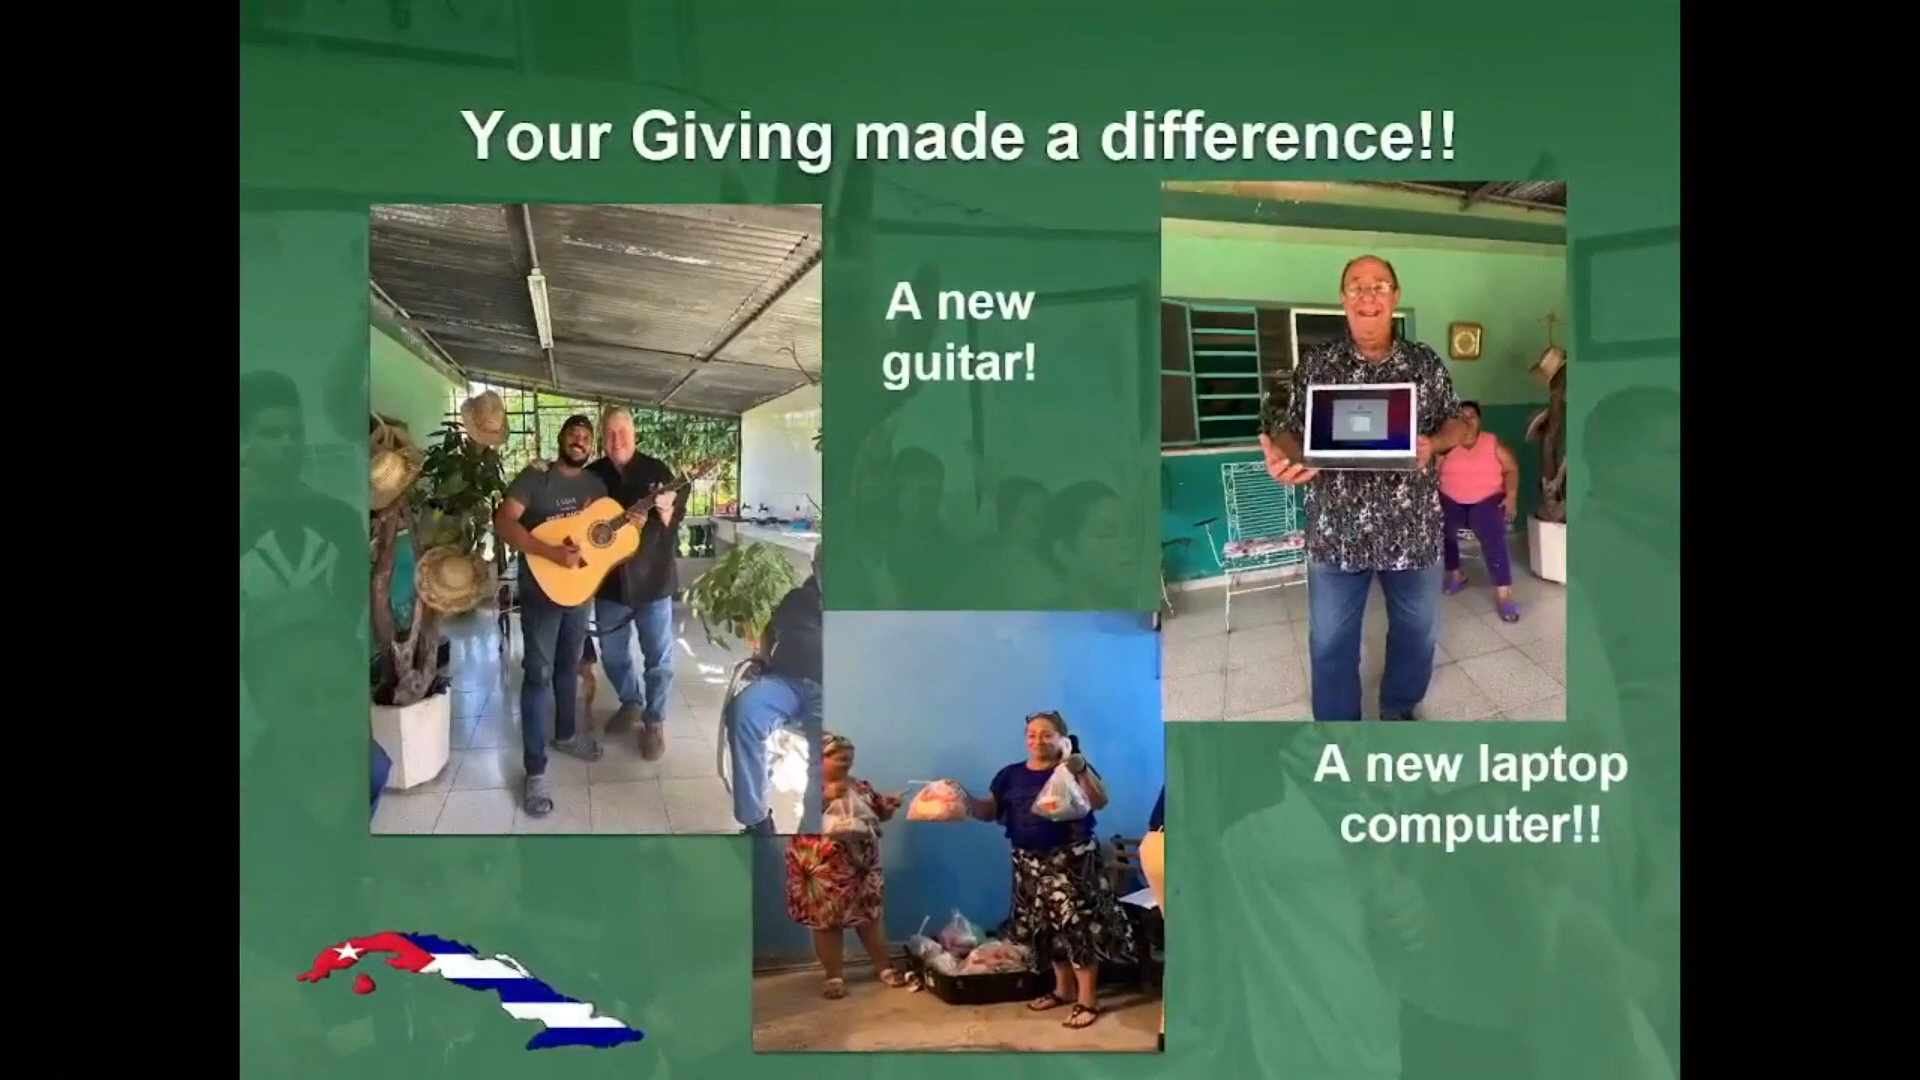 Your Giving made a difference!!
A new
guitar!
A new laptop
computer!!